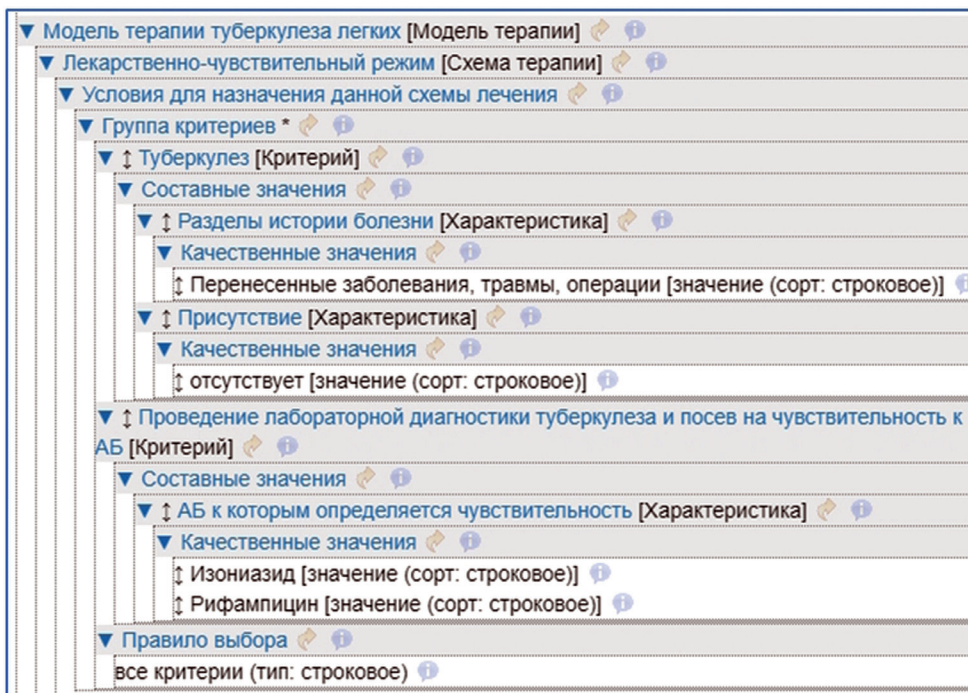 Модель терапии туберкулеза легких [Модель терапии]
Лекарственно-чувствительный режим [Схема терапии]
Условия для назначения данной схемы лечения
Группа критериев *
Туберкулез [Критерий]
Составные значения
Разделы истории болезни [Характеристика]
Качественные значения
Перенесенные заболевания, травмы, операции [значение (сорт: строковое)]
Присутствие [Характеристика]
Качественные значения
отсутствует [значение (сорт: строковое)]
Проведение лабораторной диагностики туберкулеза и посев на чувствительность к
АБ [Критерий]
Составные значения
АБ к которым определяется чувствительность [Характеристика]
Качественные значения
Изониазид [значение (сорт: строковое)]
Рифампицин [значение (сорт: строковое)]
Правило выбора
все критерии (тип: строковое)